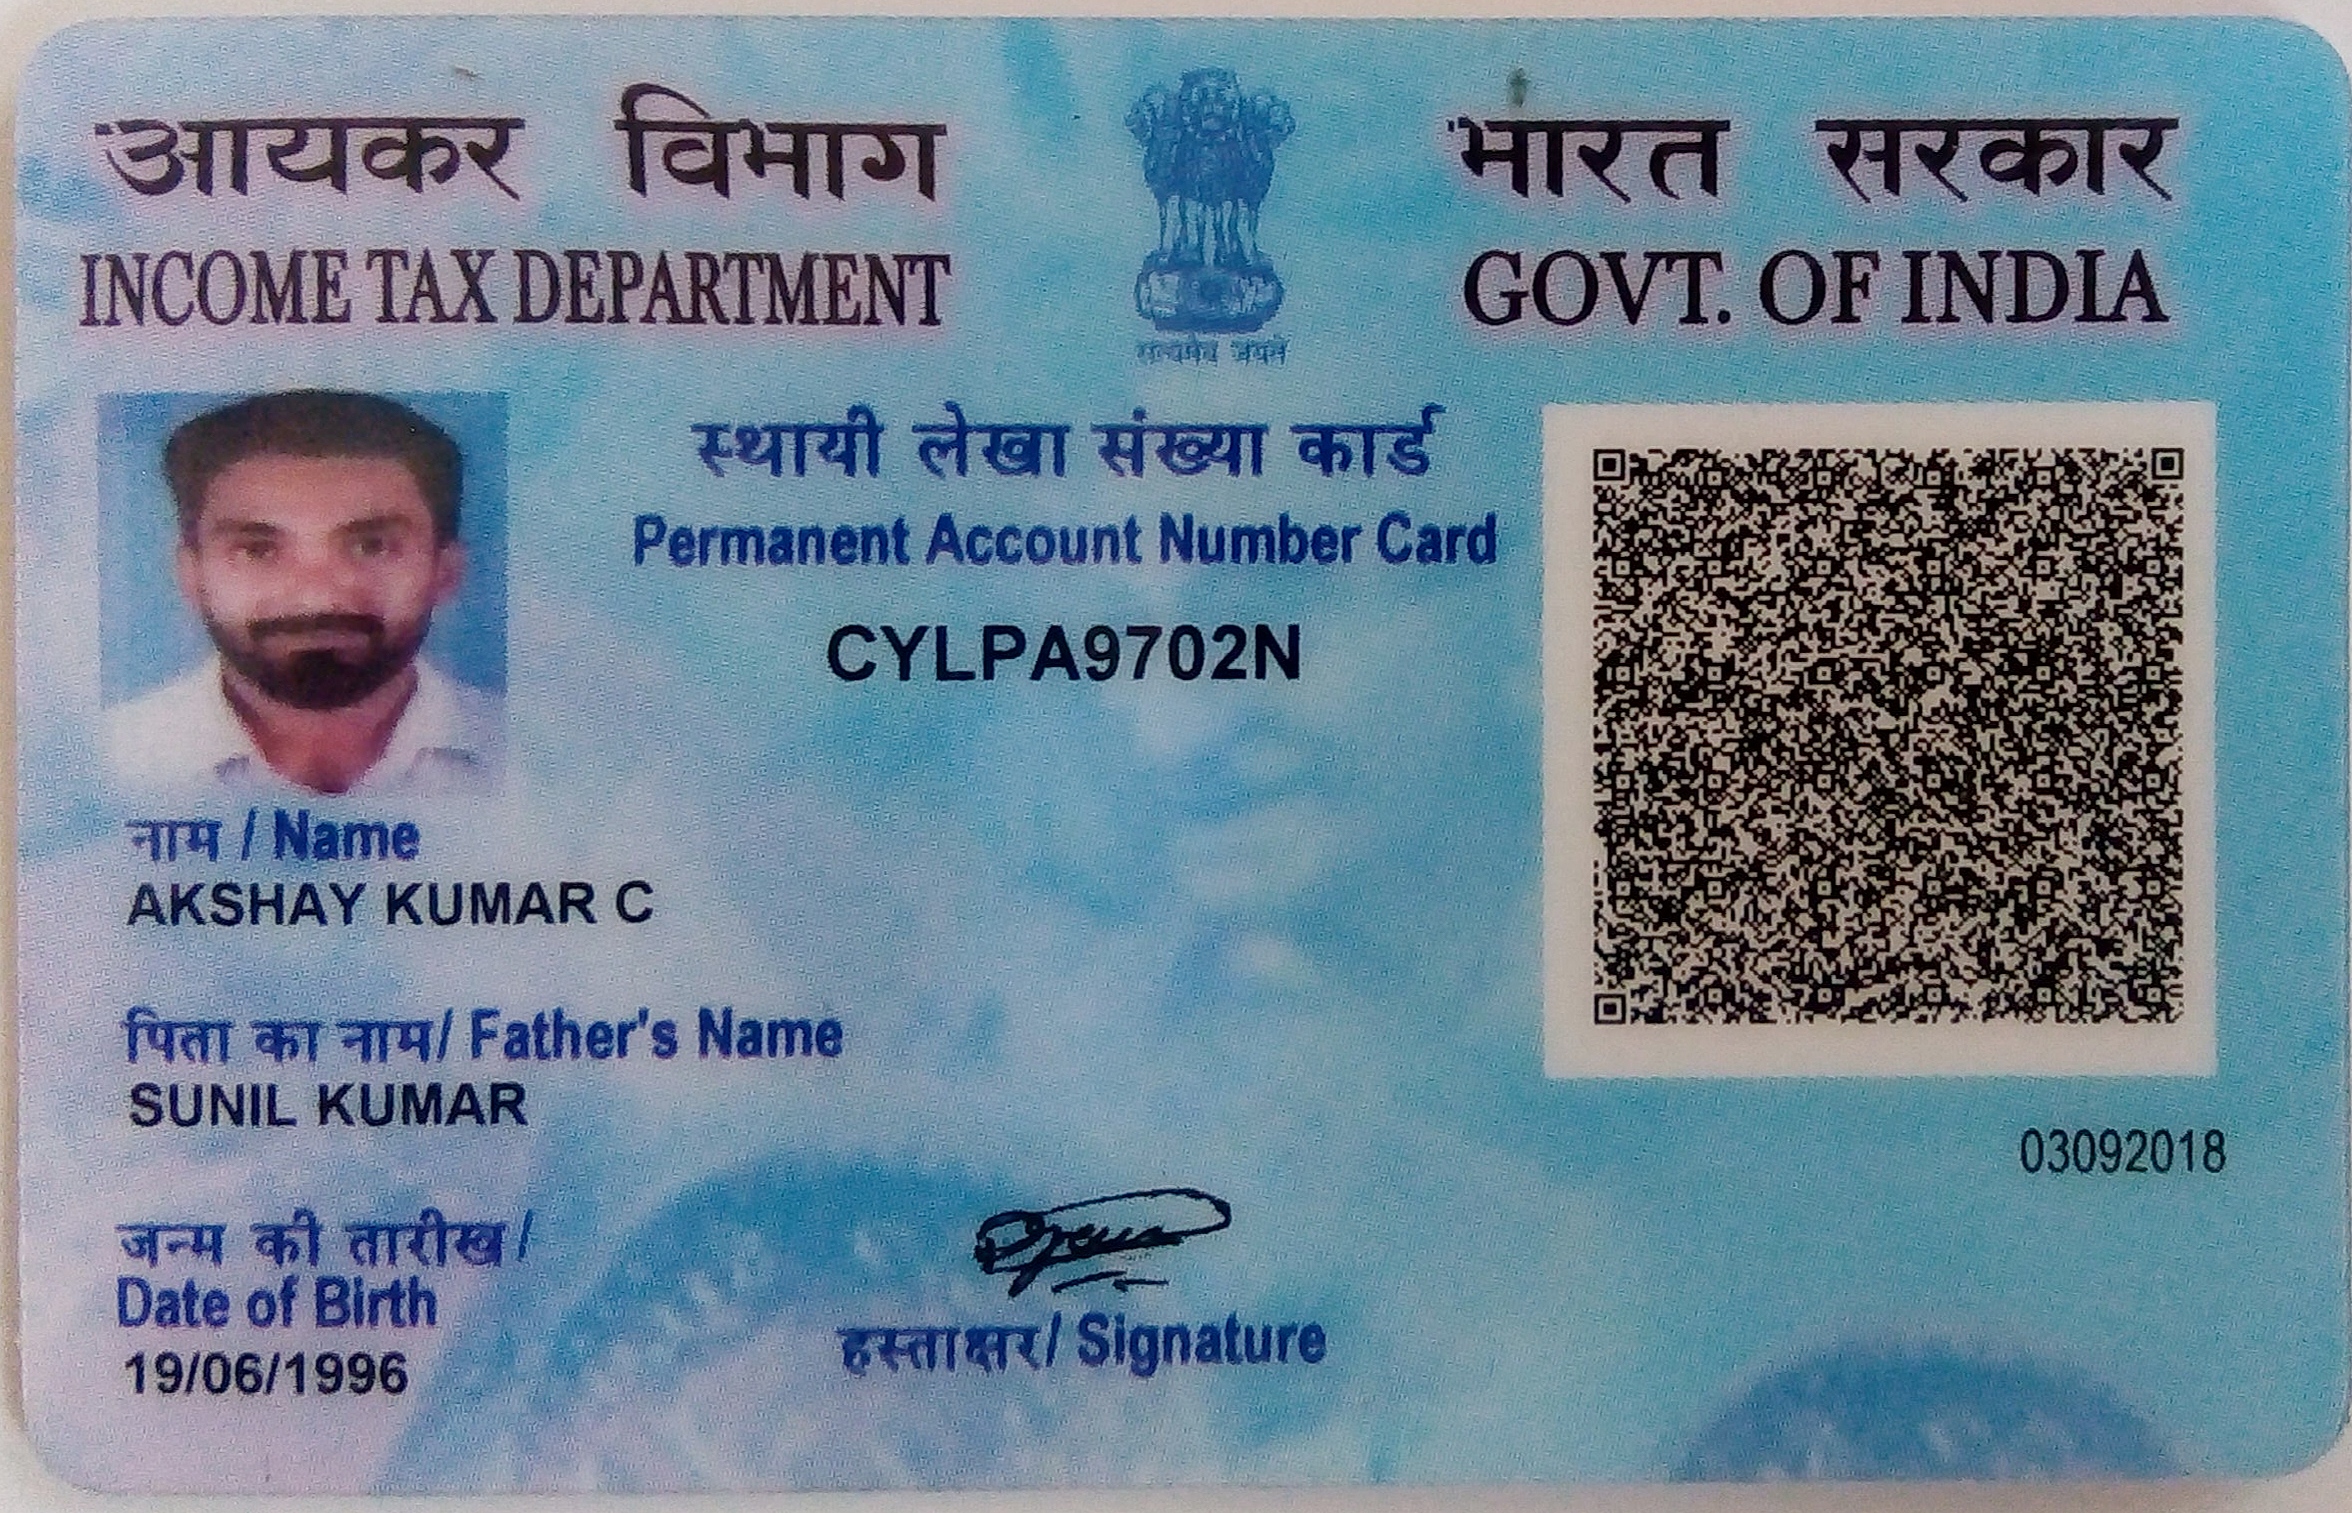 आयकर विभाग
INCOME TAX DEPARTMENT
सत्यमेव जयते
भारत सरकार
GOVT. OF INDIA
स्थायी लेखा संख्या कार्ड
Permanent Account Number Card
CYLPA9702N
नाम / Name
AKSHAY KUMAR C
पिता का नाम/ Father's Name
SUNIL KUMAR
03092018
जन्म की तारीख/
Date of Birth
19/06/1996
हस्ताक्षर/ Signature